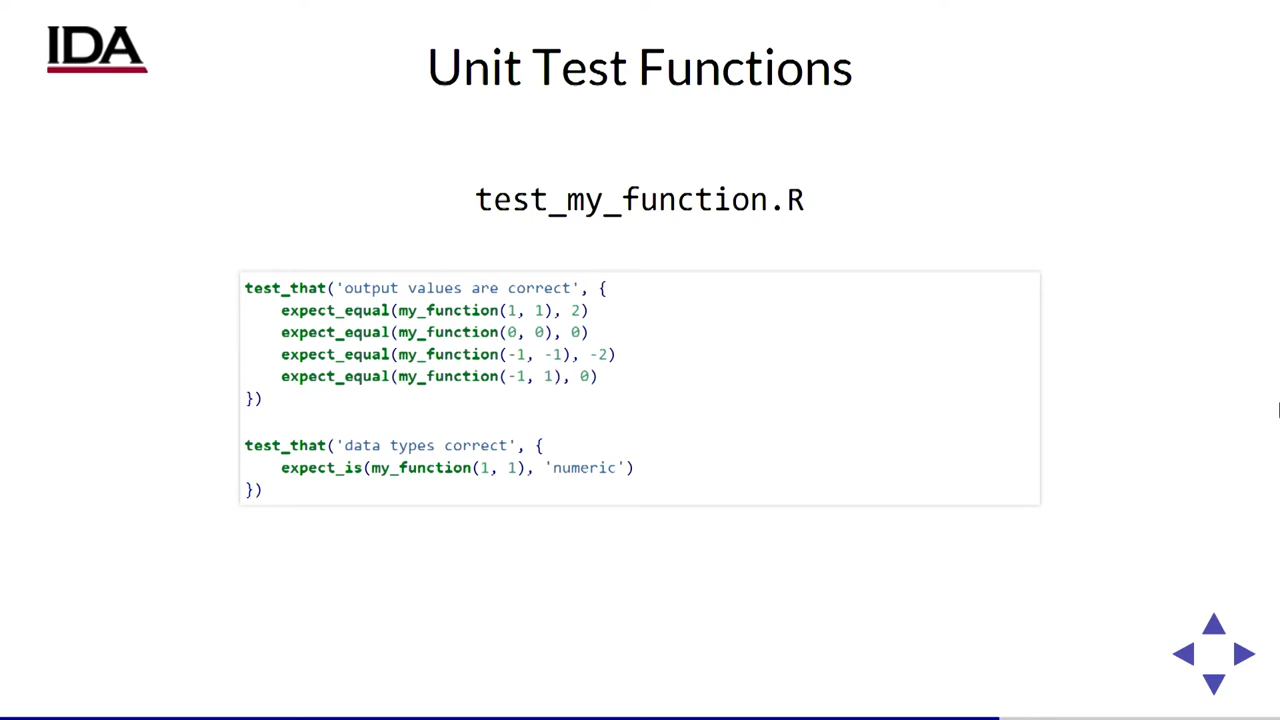 IDA
Unit Test Functions
test_my_function.R
test_that('output values are correct', {
    expect_equal(my_function(1, 1), 2)
    expect_equal(my_function(0, 0), 0)
    expect_equal(my_function(-1, -1), -2)
    expect_equal(my_function(-1, 1), 0)
})
test_that('data types correct', {
    expect_is(my_function(1, 1), 'numeric')
})